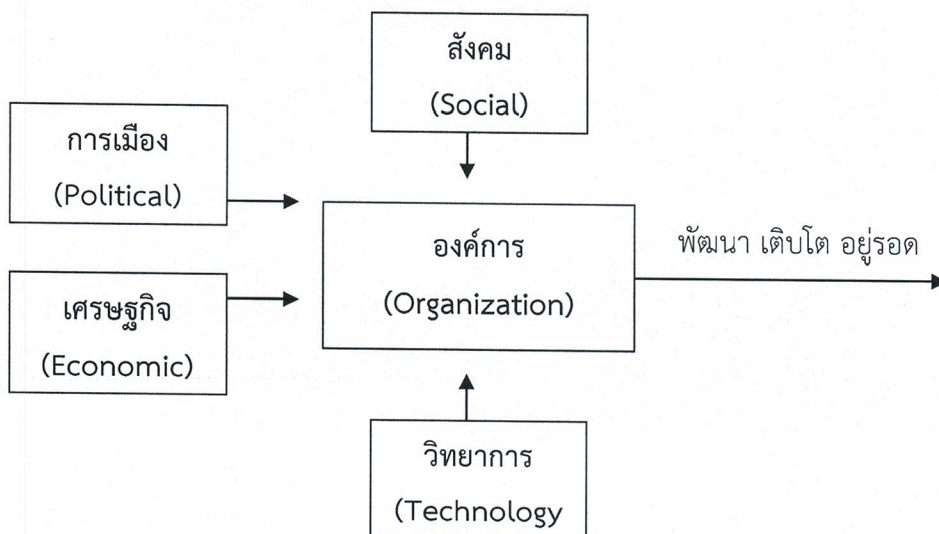 สังคม
(Social)
การเมือง
(Political)
องค์การ
(Organization)
พัฒนา เติบโต อยู่รอด
เศรษฐกิจ
(Economic)
วิทยาการ
(Technology